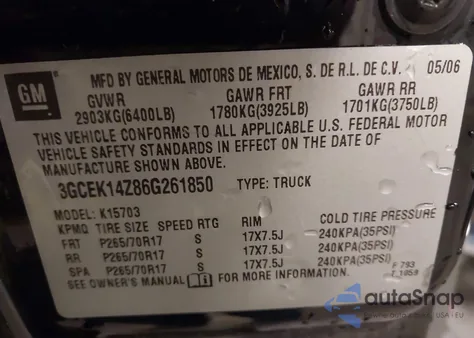 GM
MFD BY GENERAL MOTORS DE MEXICO, S. DE R.L. DE C.V. 05/06
GVWR GAWR FRT GAWR RR
2903KG(6400LB) 1780KG(3925LB) 1701KG(3750LB)
THIS VEHICLE CONFORMS TO ALL APPLICABLE U.S. FEDERAL MOTOR
VEHICLE SAFETY STANDARDS IN EFFECT ON THE DATE OF
MANUFACTURE SHOWN ABOVE.
3GCEK14Z86G261850 TYPE: TRUCK
MODEL: K15703
KPMQ TIRE SIZE SPEED RTG RIM COLD TIRE PRESSURE
FRT P265/70R17 S 17X7.5J 240KPA(35PSI)
RR P265/70R17 S 17X7.5J 240KPA(35PSI)
SPA P265/70R17 S 17X7.5J 240KPA(35PSI)
SEE OWNER'S MANUAL FOR MORE INFORMATION.
autoSnap